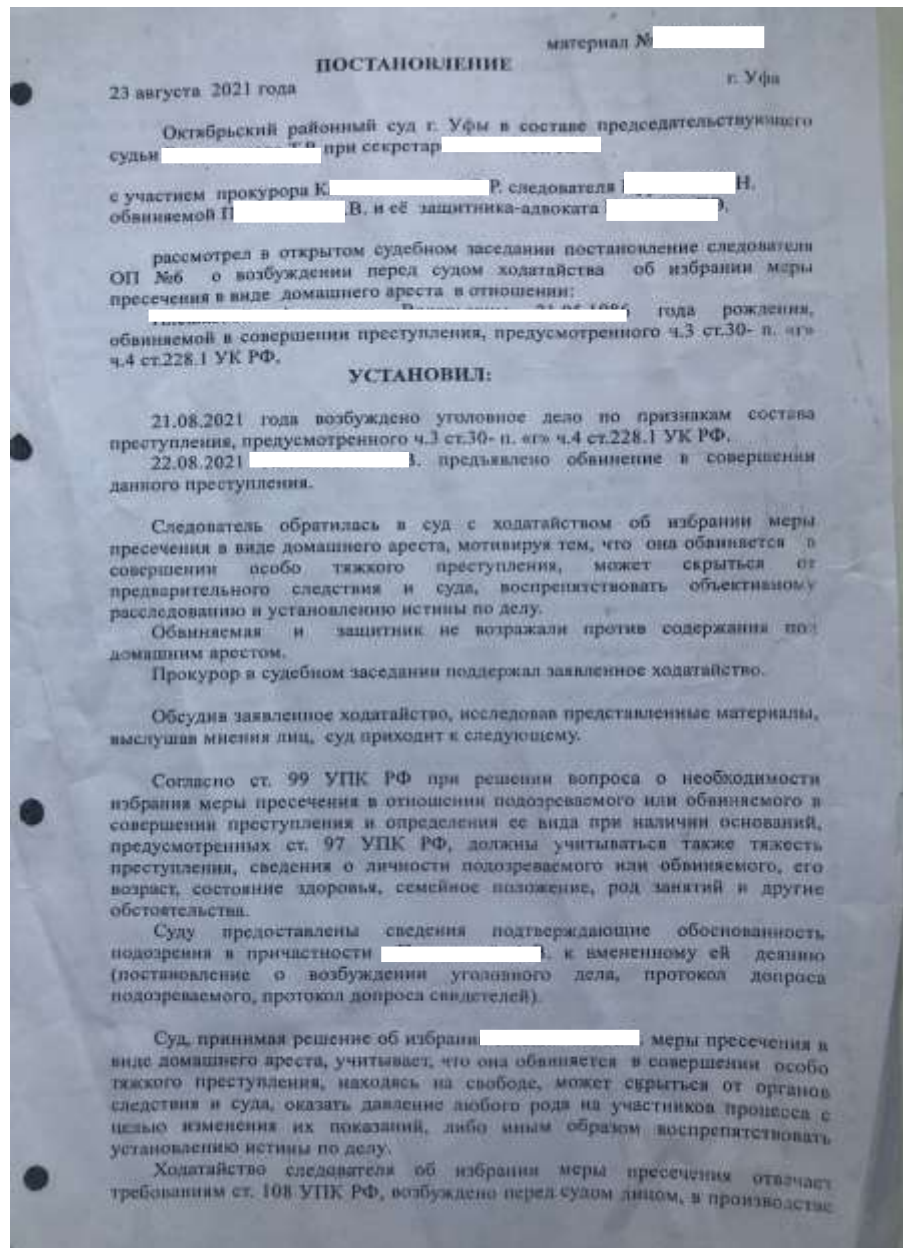 материал №
ПОСТАНОВЛЕНИЕ
23 августа 2021 года
г. Уфа
Октябрьский районный суд г. Уфы в составе председательствующего
судьи при секретар
с участием прокурора К. Р. следователя Н.
обвиняемой П .В. и её защитника-адвоката
рассмотрел в открытом судебном заседании постановление следователя
ОП №6 о возбуждении перед судом ходатайства об избрании меры
пресечения в виде домашнего ареста в отношении:
года рождения,
обвиняемой в совершении преступления, предусмотренного ч.3 ст.30- п. «г»
ч.4 ст.228.1 УК РФ.
УСТАНОВИЛ:
21.08.2021 года возбуждено уголовное дело по признакам состава
преступления, предусмотренного ч.3 ст.30- п. «г» ч.4 ст.228.1 УК РФ.
22.08.2021 В. предъявлено обвинение в совершении
данного преступления.
Следователь обратилась в суд с ходатайством об избрании меры
пресечения в виде домашнего ареста, мотивируя тем, что она обвиняется в
совершении особо тяжкого преступления, может скрыться от
предварительного следствия и суда, воспрепятствовать объективному
расследованию и установлению истины по делу.
Обвиняемая и защитник не возражали против содержания под
домашним арестом.
Прокурор в судебном заседании поддержал заявленное ходатайство.
Обсудив заявленное ходатайство, исследовав представленные материалы,
выслушав мнения лиц, суд приходит к следующему.
Согласно ст. 99 УПК РФ при решении вопроса о необходимости
избрания меры пресечения в отношении подозреваемого или обвиняемого в
совершении преступления и определения ее вида при наличии оснований,
предусмотренных ст. 97 УПК РФ, должны учитываться также тяжесть
преступления, сведения о личности подозреваемого или обвиняемого, его
возраст, состояние здоровья, семейное положение, род занятий и другие
обстоятельства.
Суду предоставлены сведения подтверждающие обоснованность
подозрения в причастности В. к вмененному ей деянию
(постановление о возбуждении уголовного дела, протокол допроса
подозреваемого, протокол допроса свидетелей).
Суд, принимая решение об избрани меры пресечения в
виде домашнего ареста, учитывает, что она обвиняется в совершении особо
тяжкого преступления, находясь на свободе, может скрыться от органов
следствия и суда, оказать давление любого рода на участников процесса с
целью изменения их показаний, либо иным образом воспрепятствовать
установлению истины по делу.
Ходатайство следователя об избрании меры пресечения отвечает
требованиям ст. 108 УПК РФ, возбуждено перед судом лицом, в производстве